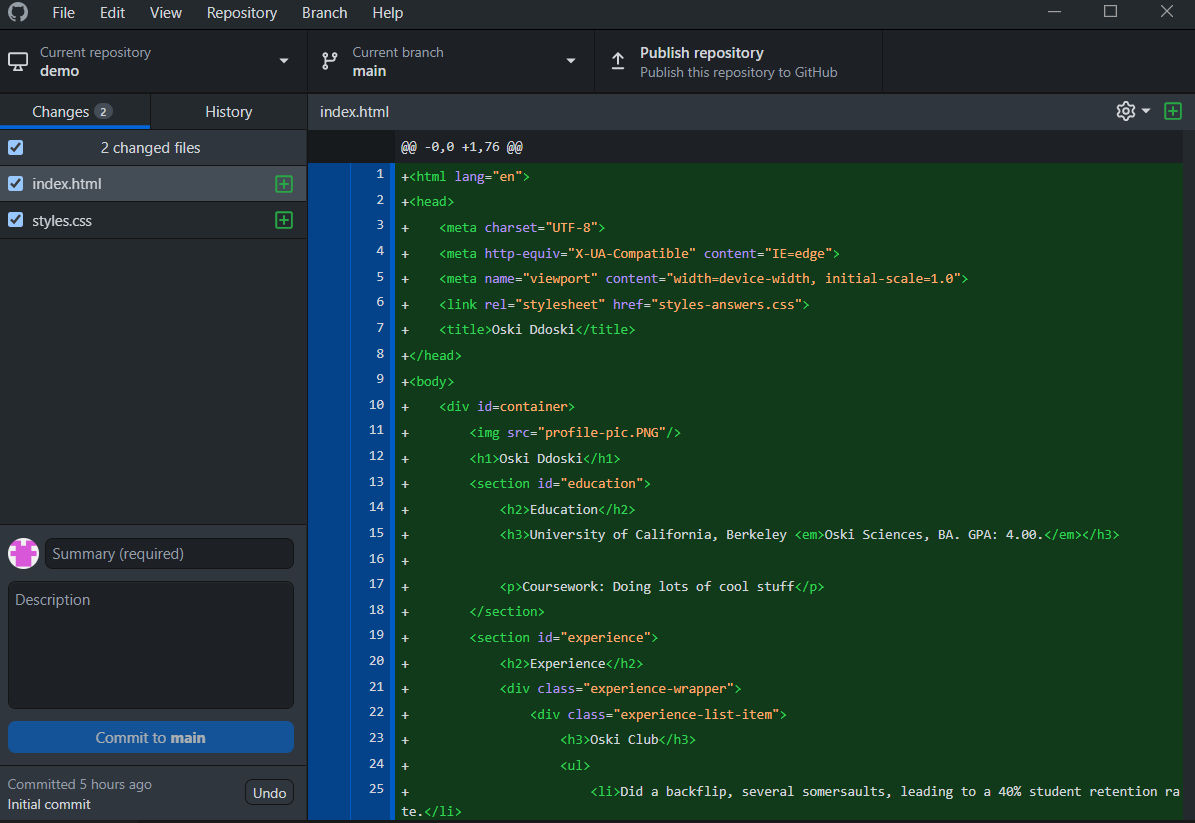 File Edit View Repository Branch Help
Current repository
demo
Current branch
main
Publish repository
Publish this repository to GitHub
Changes 2
History
2 changed files
index.html
styles.css
Summary (required)
Description
Commit to main
Committed 5 hours ago
Initial commit
Undo
index.html
@@ -0,0 +1,76 @@
1 +<html lang="en">
2 +<head>
3 +    <meta charset="UTF-8">
4 +    <meta http-equiv="X-UA-Compatible" content="IE=edge">
5 +    <meta name="viewport" content="width=device-width, initial-scale=1.0">
6 +    <link rel="stylesheet" href="styles-answers.css">
7 +    <title>Oski Ddoski</title>
8 +</head>
9 +<body>
10 +    <div id=container>
11 +        <img src="profile-pic.PNG"/>
12 +        <h1>Oski Ddoski</h1>
13 +        <section id="education">
14 +            <h2>Education</h2>
15 +            <h3>University of California, Berkeley <em>Oski Sciences, BA. GPA: 4.00.</em></h3>
16 +
17 +            <p>Coursework: Doing lots of cool stuff</p>
18 +        </section>
19 +        <section id="experience">
20 +            <h2>Experience</h2>
21 +            <div class="experience-wrapper">
22 +                <div class="experience-list-item">
23 +                    <h3>Oski Club</h3>
24 +                    <ul>
25 +                        <li>Did a backflip, several somersaults, leading to a 40% student retention ra
te.</li>